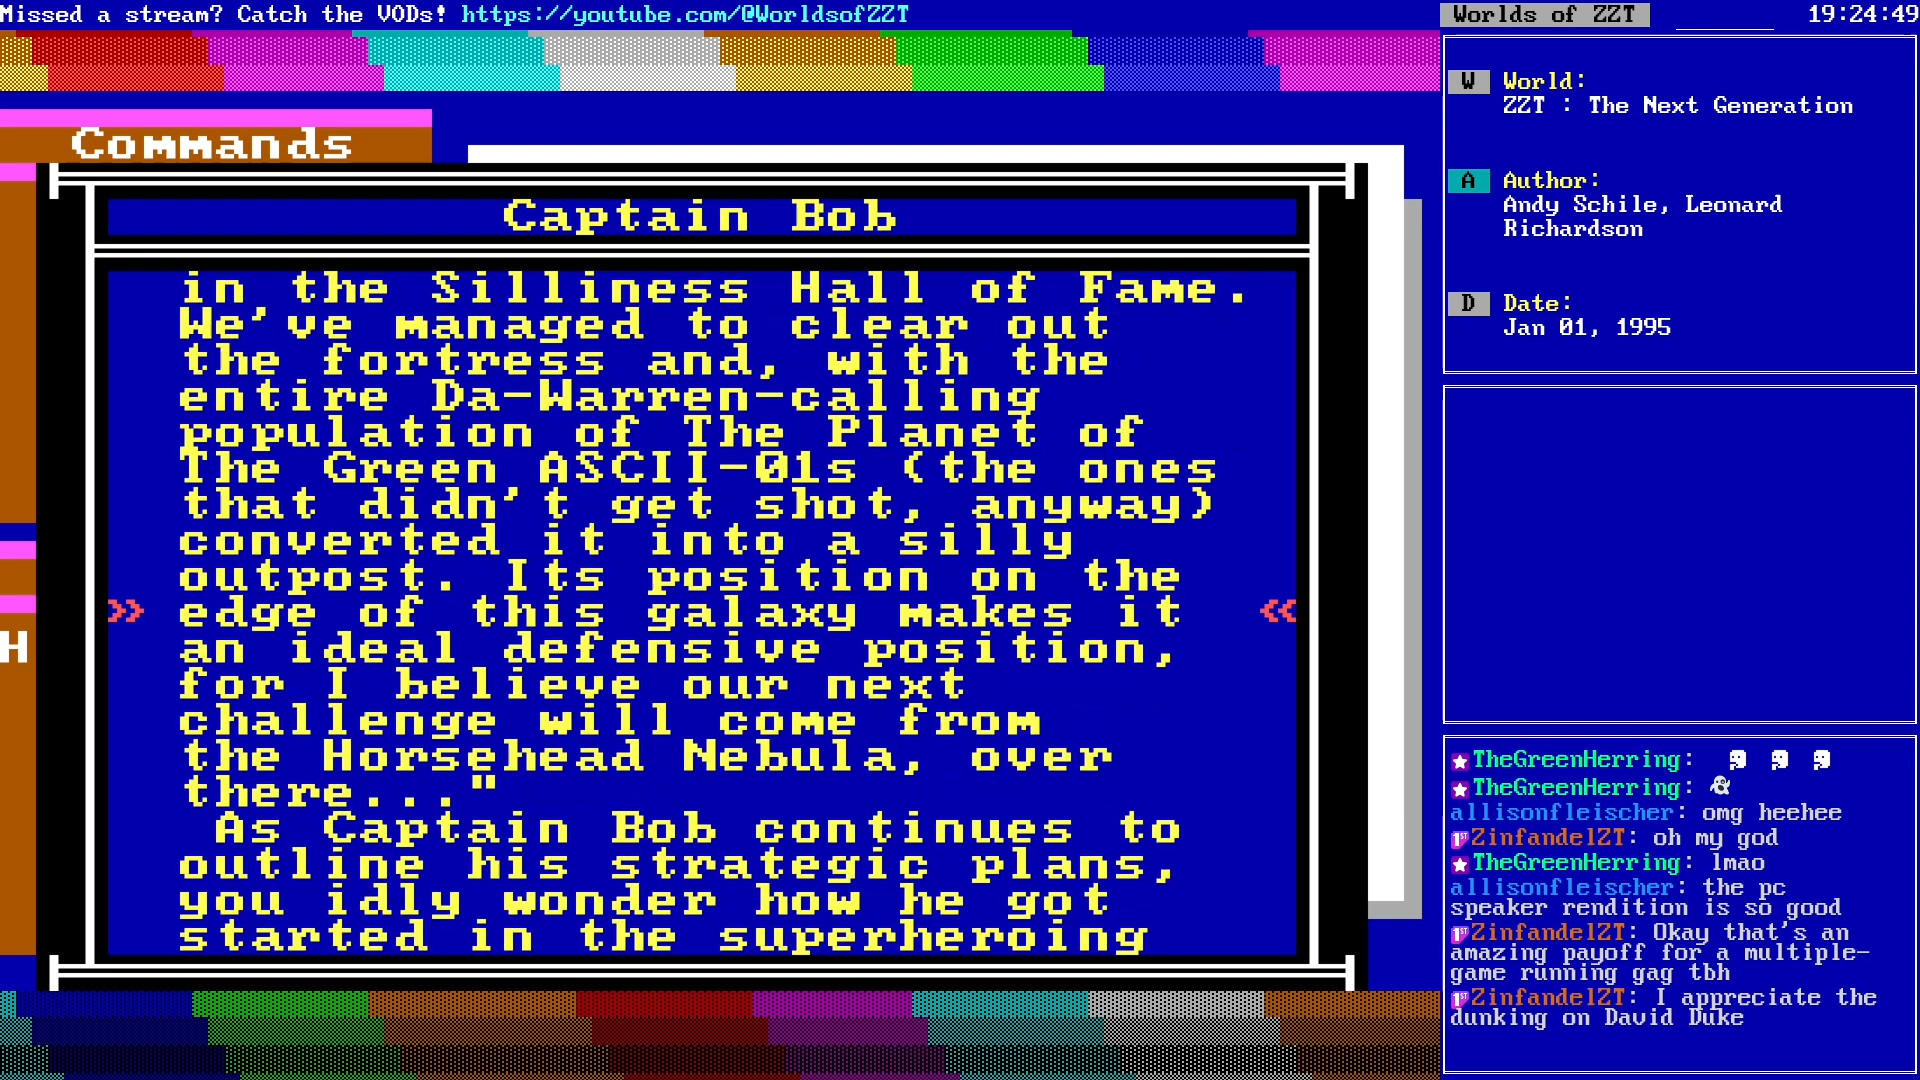 Missed a stream? Catch the VODs! https://youtube.com/@WorldsofZZT
Worlds of ZZT
19:24:49
Commands
H
Captain Bob
in the Silliness Hall of Fame.
We've managed to clear out
the fortress and, with the
entire Da-Warren-calling
population of The Planet of
The Green ASCII-01s (the ones
that didn't get shot, anyway)
converted it into a silly
outpost. Its position on the
» edge of this galaxy makes it «
an ideal defensive position,
for I believe our next
challenge will come from
the Horsehead Nebula, over
there..."
As Captain Bob continues to
outline his strategic plans,
you idly wonder how he got
started in the superheroing
W World:
ZZT : The Next Generation
A Author:
Andy Schile, Leonard
Richardson
D Date:
Jan 01, 1995
TheGreenHerring:
TheGreenHerring:
allisonfleischer: omg heehee
1ST ZinfandelZT: oh my god
TheGreenHerring: lmao
allisonfleischer: the pc
speaker rendition is so good
1ST ZinfandelZT: Okay that's an
amazing payoff for a multiple-
game running gag tbh
1ST ZinfandelZT: I appreciate the
dunking on David Duke